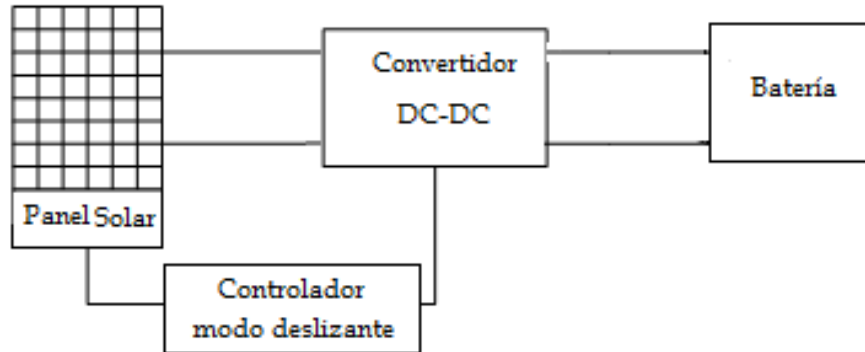 Convertidor
DC-DC
Batería
Panel Solar
Controlador
modo deslizante